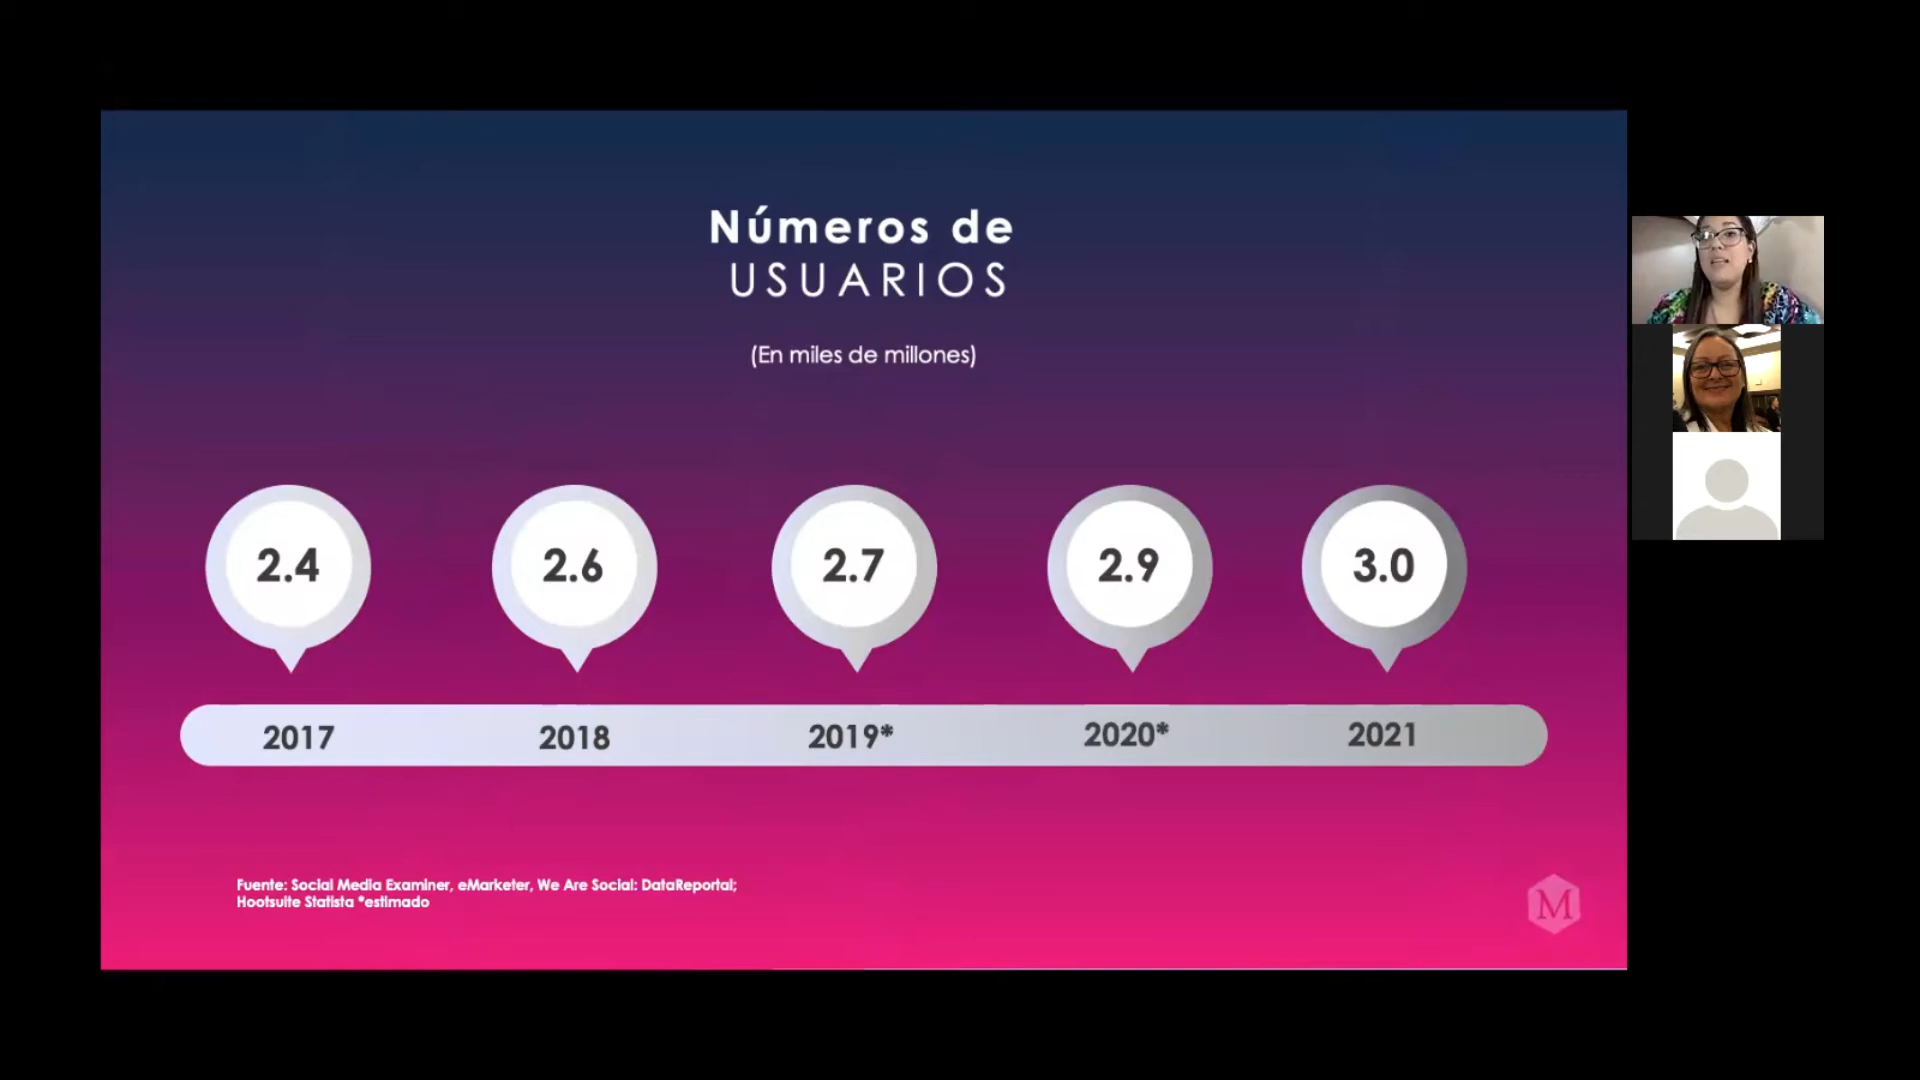 Números de
USUARIOS
(En miles de millones)
2.4
2.6
2.7
2.9
3.0
2017
2018
2019*
2020*
2021
Fuente: Social Media Examiner, eMarketer, We Are Social: DataReportal;
Hootsuite Statista *estimado
M